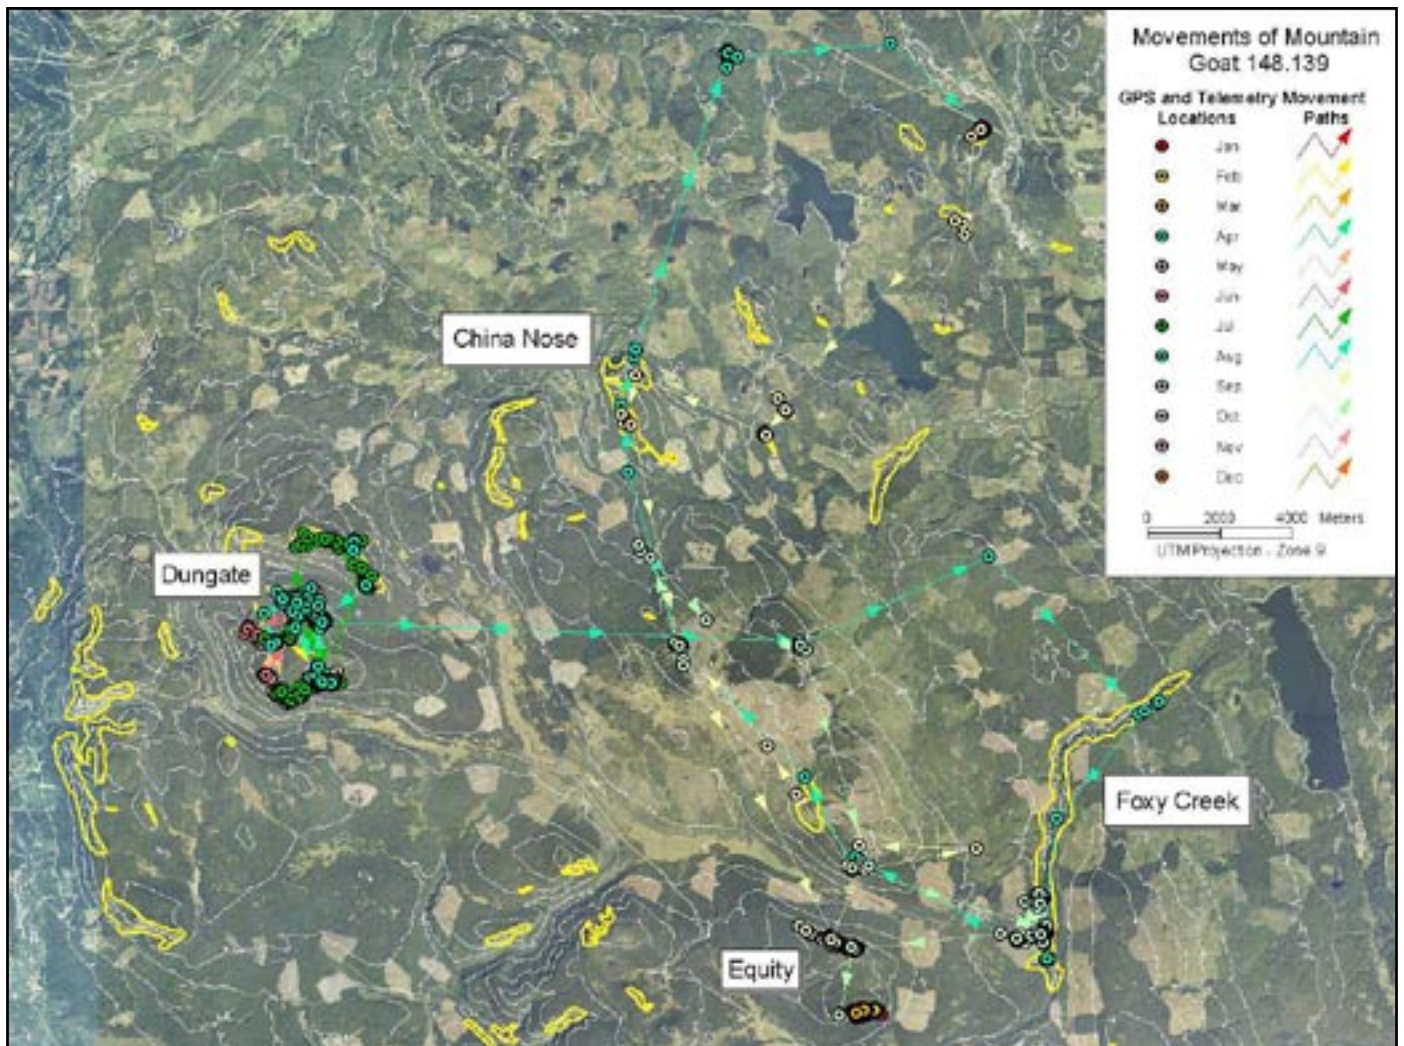 Movements of Mountain
Goat 148.139
GPS and Telemetry Movement
Locations Paths
Jan
Feb
Mar
Apr
May
Jun
Jul
Aug
Sep
Oct
Nov
Dec
0 2000 4000 Meters
UTM Projection - Zone 9
China Nose
Dungate
Foxy Creek
Equity